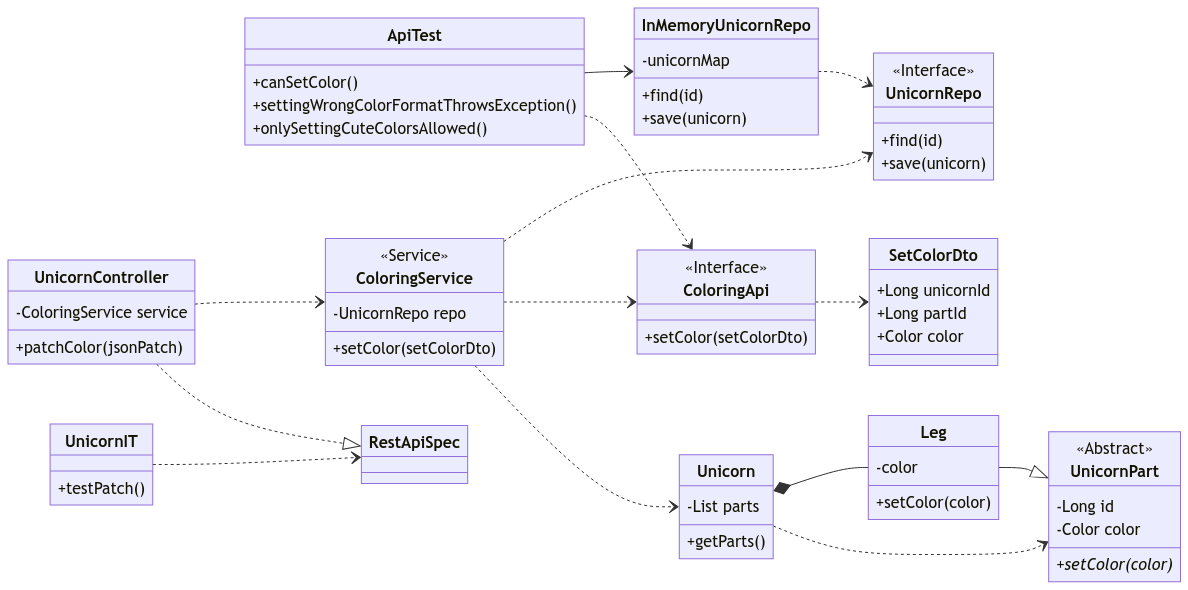 ApiTest
+canSetColor()
+settingWrongColorFormatThrowsException()
+onlySettingCuteColorsAllowed()
InMemoryUnicornRepo
-unicornMap
+find(id)
+save(unicorn)
«Interface»
UnicornRepo
+find(id)
+save(unicorn)
UnicornController
-ColoringService service
+patchColor(jsonPatch)
«Service»
ColoringService
-UnicornRepo repo
+setColor(setColorDto)
«Interface»
ColoringApi
+setColor(setColorDto)
SetColorDto
+Long unicornId
+Long partId
+Color color
UnicornIT
+testPatch()
RestApiSpec
Unicorn
-List parts
+getParts()
Leg
-color
+setColor(color)
«Abstract»
UnicornPart
-Long id
-Color color
+setColor(color)